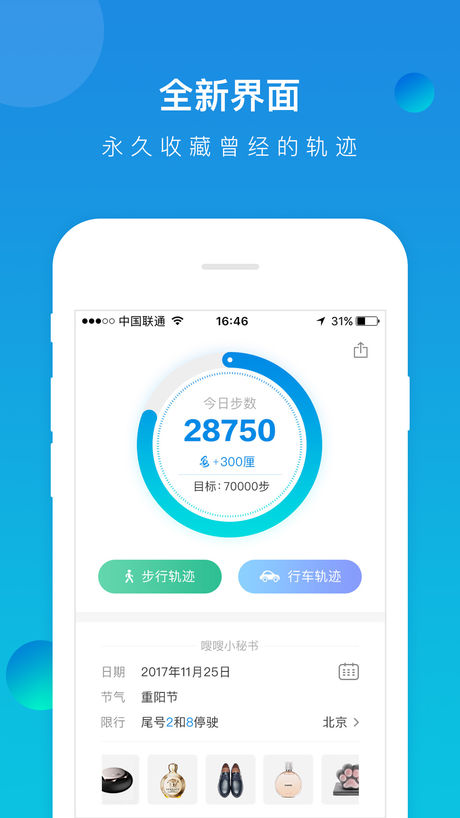 全新界面
永久收藏曾经的轨迹
中国联通 16:46 31%
今日步数
28750
+300厘
目标：70000步
步行轨迹 行车轨迹
嗖嗖小秘书
日期 2017年11月25日
节气 重阳节
限行 尾号2和8停驶 北京